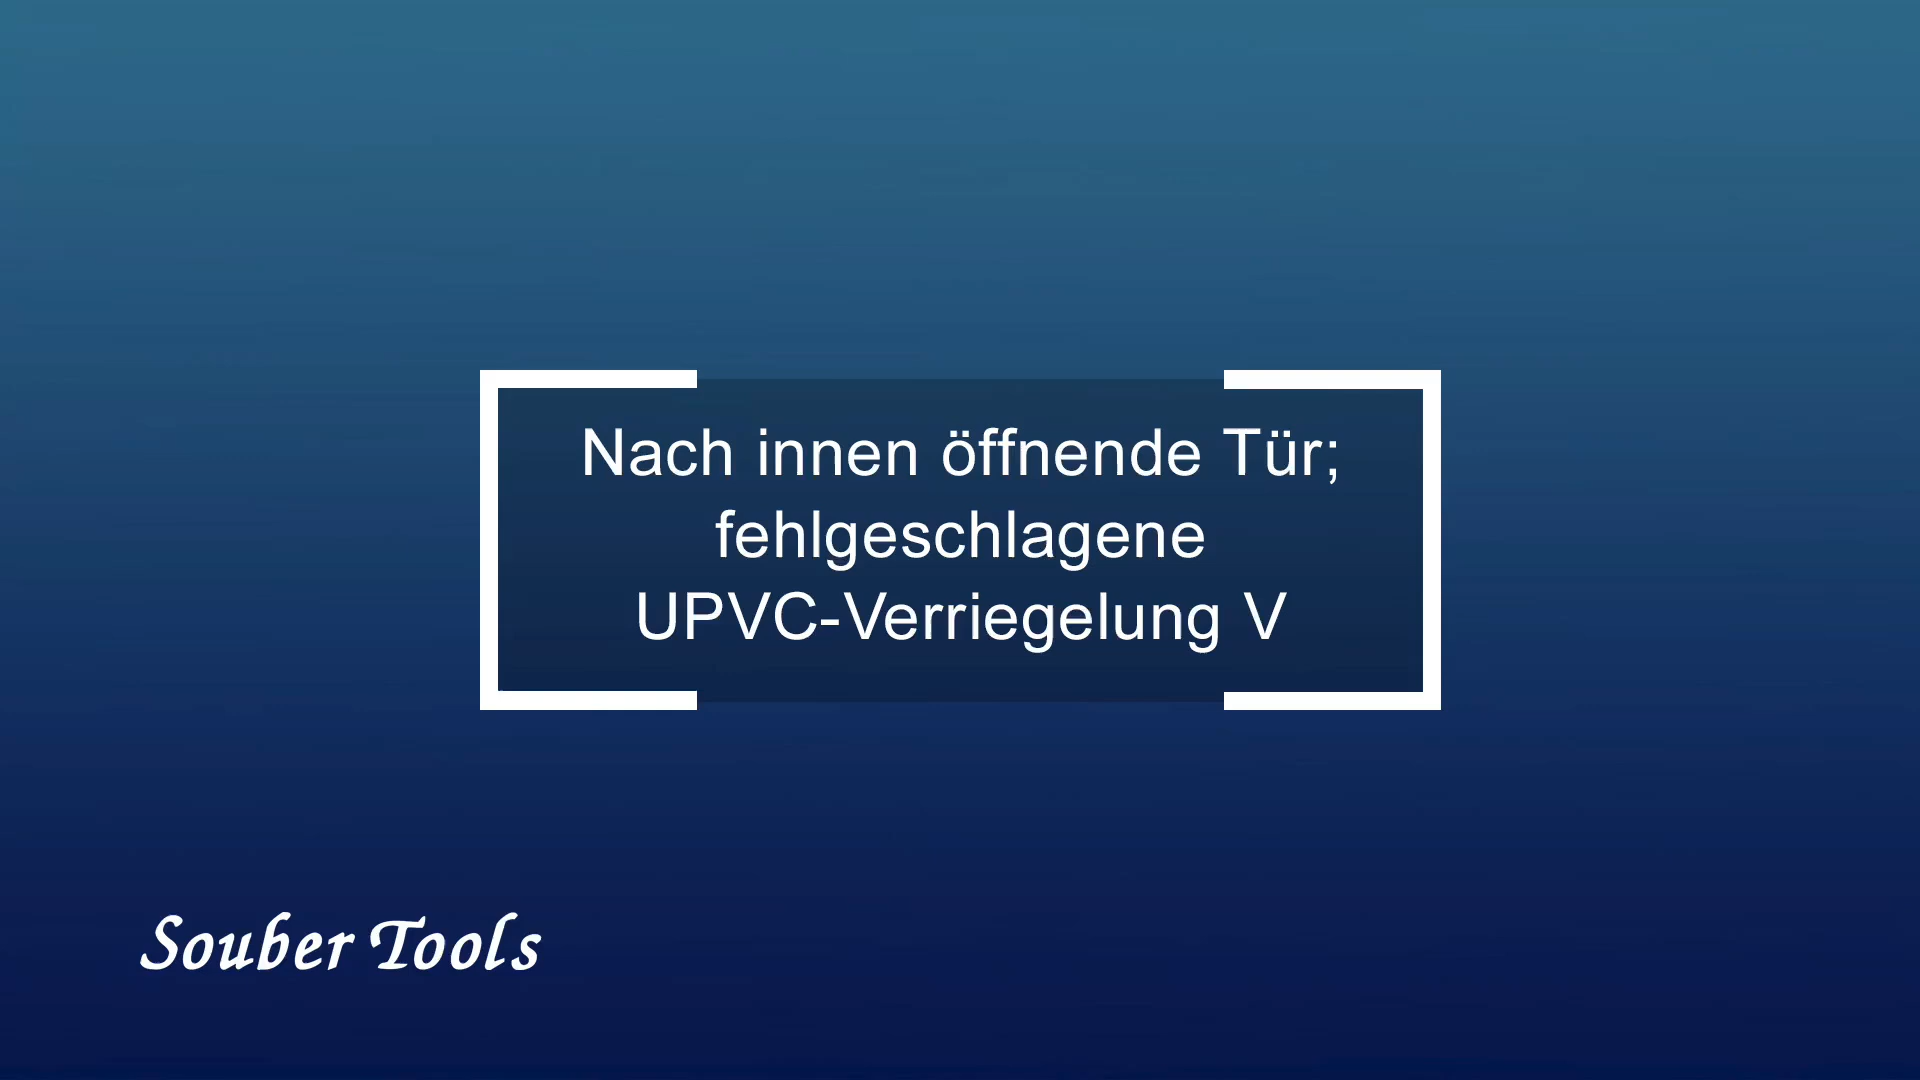 Nach innen öffnende Tür;
fehlgeschlagene
UPVC-Verriegelung V
Souber Tools